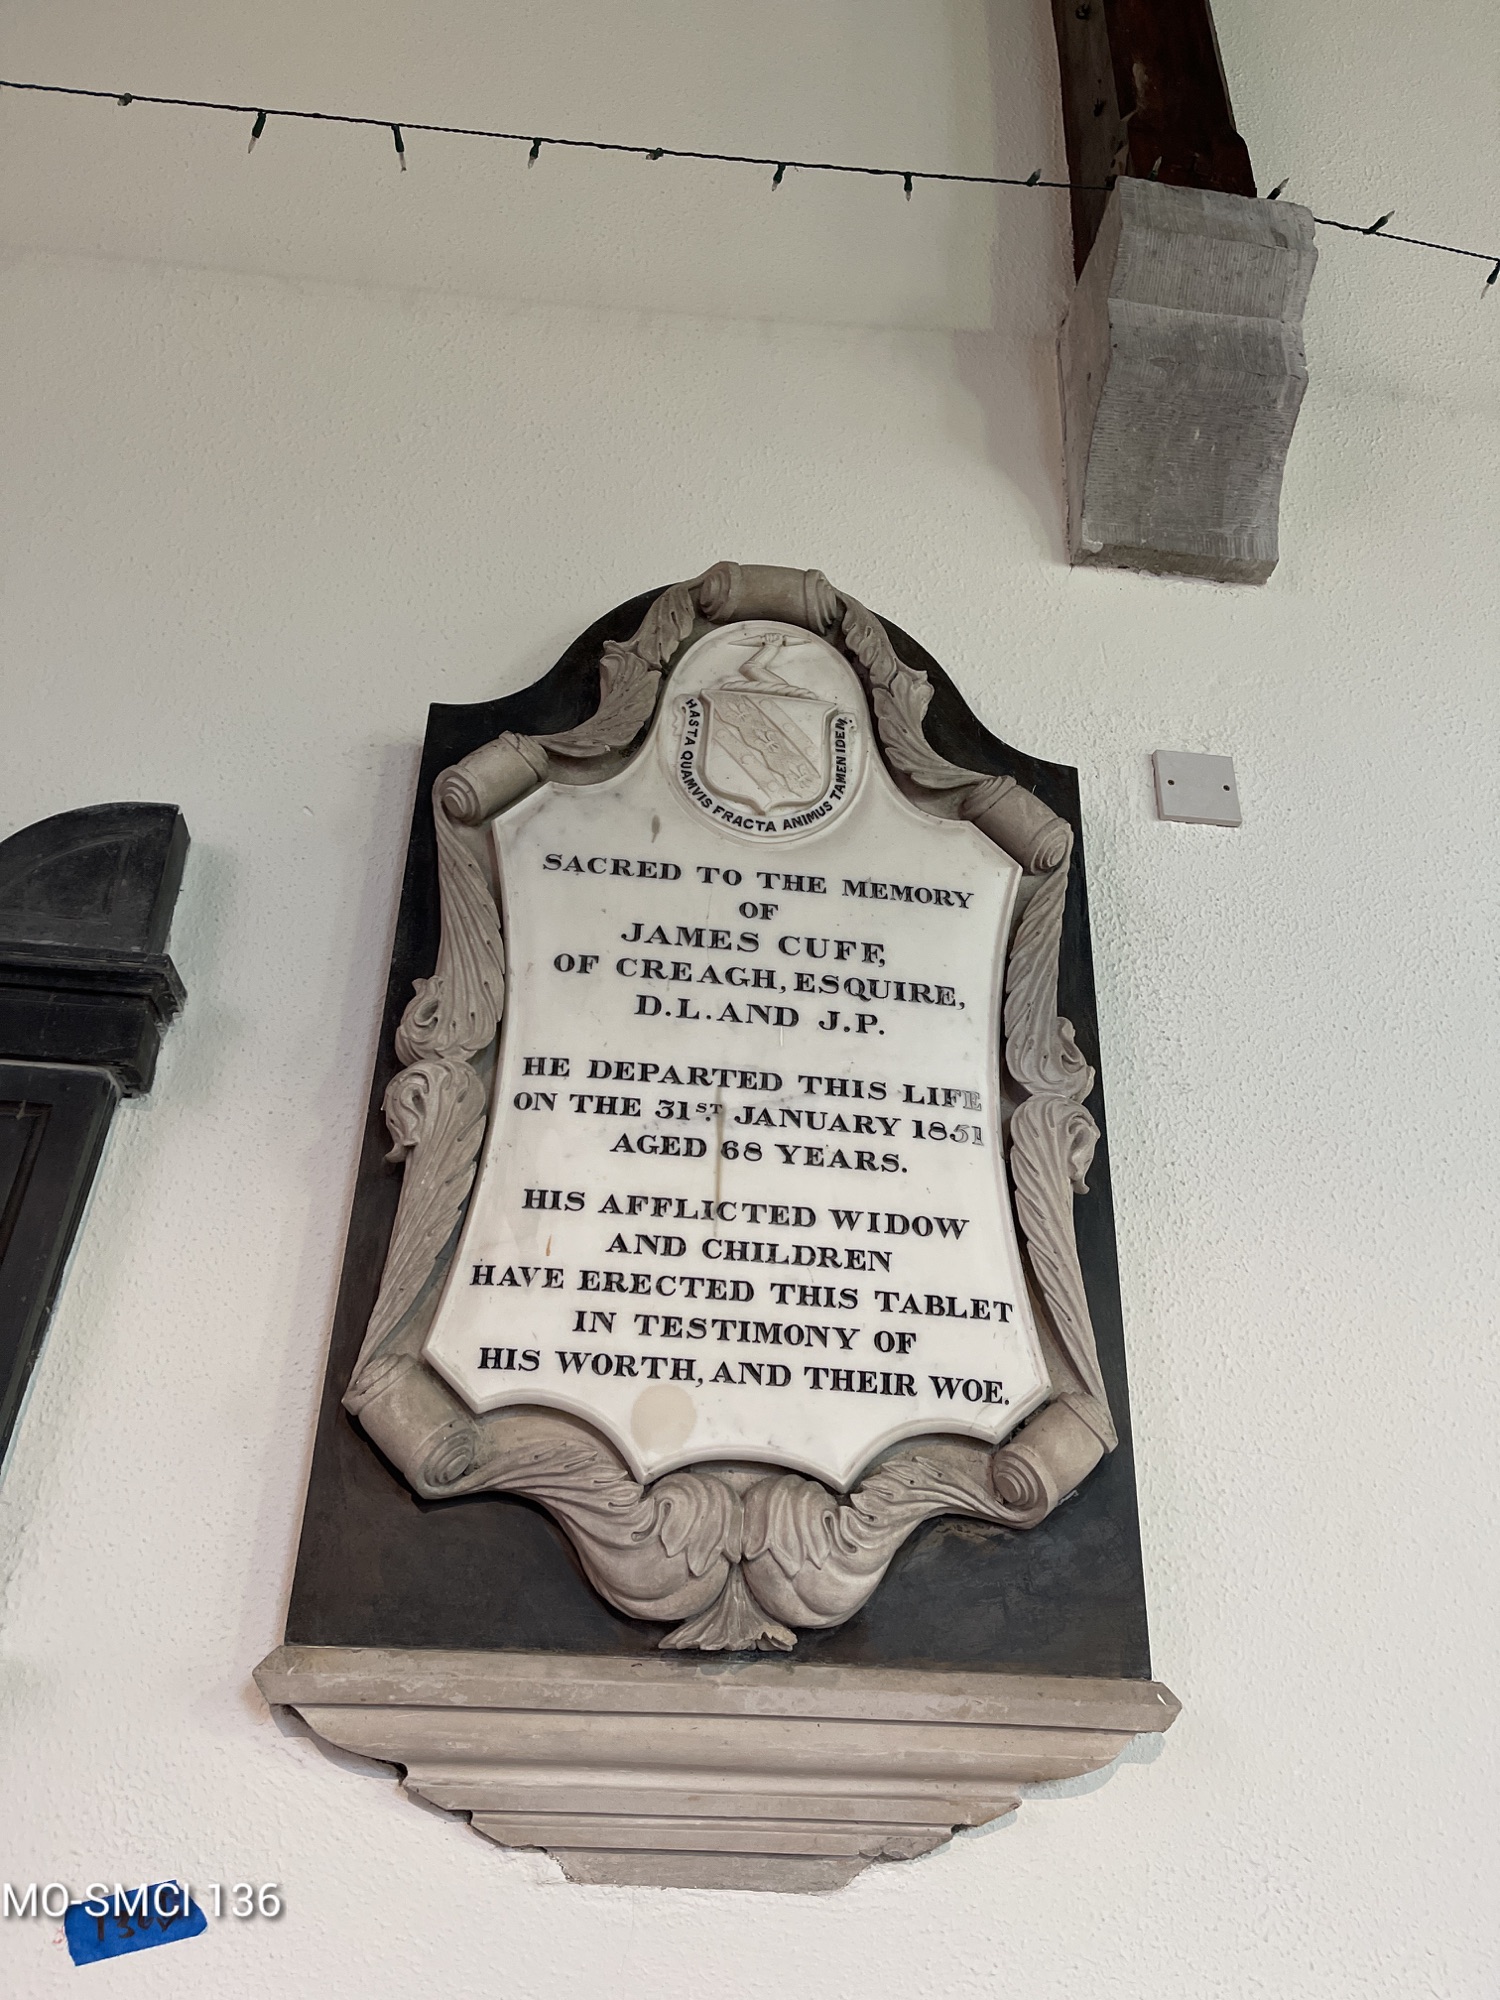 HASTA QUAMVIS FRACTA ANIMUS TAMEN IDEM.
SACRED TO THE MEMORY
OF
JAMES CUFF,
OF CREAGH, ESQUIRE,
D.L. AND J.P.
HE DEPARTED THIS LIFE
ON THE 31ST. JANUARY 1851
AGED 68 YEARS.
HIS AFFLICTED WIDOW
AND CHILDREN
HAVE ERECTED THIS TABLET
IN TESTIMONY OF
HIS WORTH, AND THEIR WOE.
MO-SMCI 136